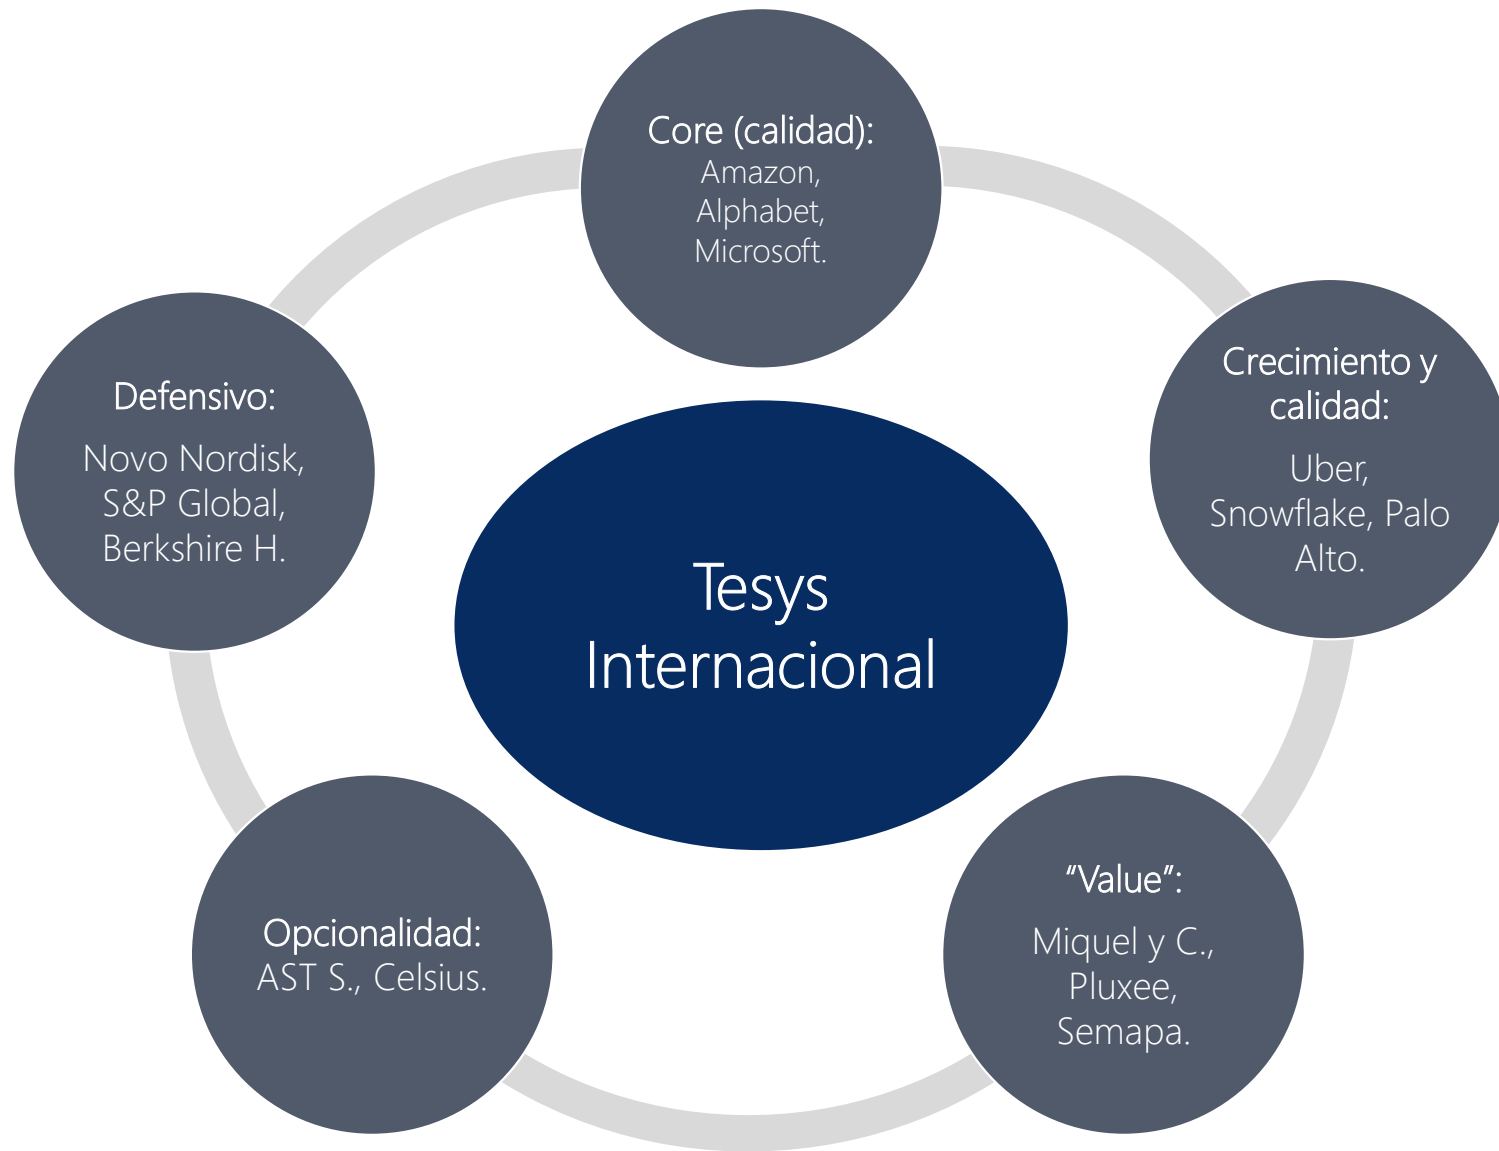 Core (calidad):
Amazon,
Alphabet,
Microsoft.
Crecimiento y
calidad:
Uber,
Snowflake, Palo
Alto.
Defensivo:
Novo Nordisk,
S&P Global,
Berkshire H.
Tesys
Internacional
"Value":
Miquel y C.,
Pluxee,
Semapa.
Opcionalidad:
AST S., Celsius.